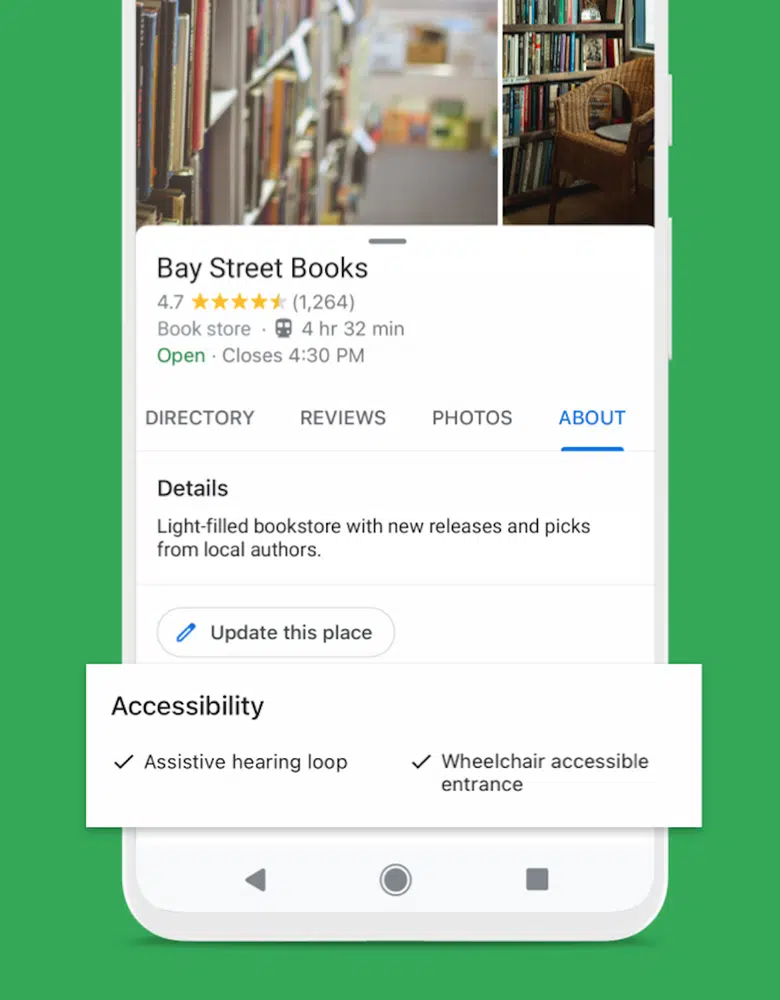 Bay Street Books
4.7 (1,264)
Book store · 4 hr 32 min
Open · Closes 4:30 PM
DIRECTORY REVIEWS PHOTOS ABOUT
Details
Light-filled bookstore with new releases and picks
from local authors.
Update this place
Accessibility
Assistive hearing loop
Wheelchair accessible
entrance